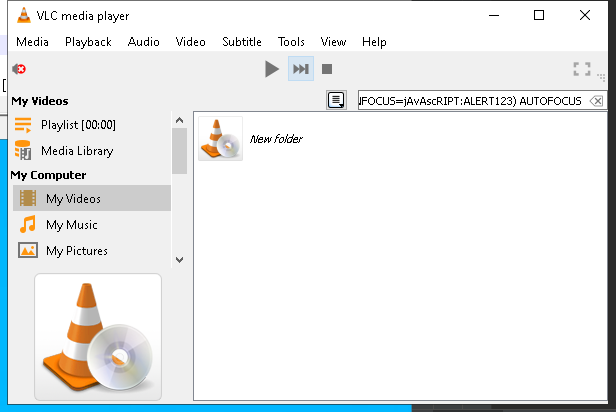 VLC media player
Media Playback Audio Video Subtitle Tools View Help
My Videos
FOCUS=jAvAscRIPT:ALERT123) AUTOFOCUS
Playlist [00:00]
New folder
Media Library
My Computer
My Videos
My Music
My Pictures